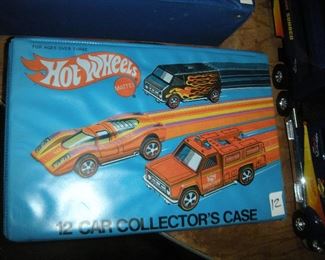 FOR AGES OVER THREE
HOT WHEELS
MATTEL
12 CAR COLLECTOR'S CASE
12